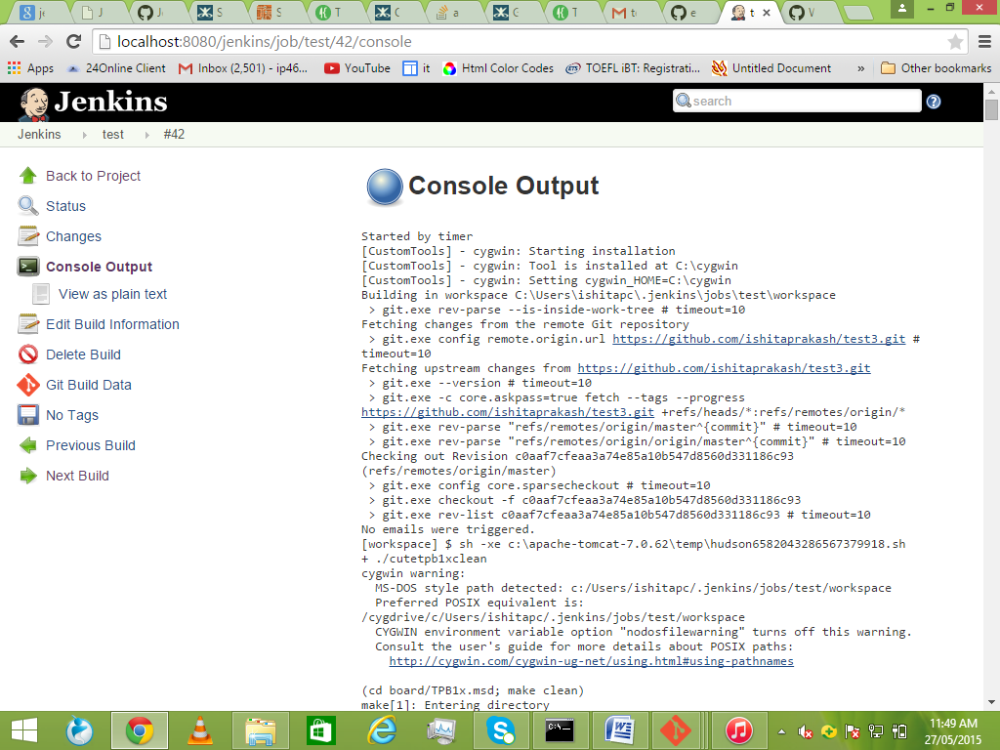 localhost:8080/jenkins/job/test/42/console
Apps 24Online Client Inbox (2,501) - ip46... YouTube it Html Color Codes TOEFL iBT: Registrati... Untitled Document » Other bookmarks
Jenkins search
Jenkins test #42
Back to Project
Status
Changes
Console Output
View as plain text
Edit Build Information
Delete Build
Git Build Data
No Tags
Previous Build
Next Build
Console Output
Started by timer
[CustomTools] - cygwin: Starting installation
[CustomTools] - cygwin: Tool is installed at C:\cygwin
[CustomTools] - cygwin: Setting cygwin_HOME=C:\cygwin
Building in workspace C:\Users\ishitapc\.jenkins\jobs\test\workspace
> git.exe rev-parse --is-inside-work-tree # timeout=10
Fetching changes from the remote Git repository
> git.exe config remote.origin.url https://github.com/ishitaprakash/test3.git #
timeout=10
Fetching upstream changes from https://github.com/ishitaprakash/test3.git
> git.exe --version # timeout=10
> git.exe -c core.askpass=true fetch --tags --progress
https://github.com/ishitaprakash/test3.git +refs/heads/*:refs/remotes/origin/*
> git.exe rev-parse "refs/remotes/origin/master^{commit}" # timeout=10
> git.exe rev-parse "refs/remotes/origin/origin/master^{commit}" # timeout=10
Checking out Revision c0aaf7cfeaa3a74e85a10b547d8560d331186c93
(refs/remotes/origin/master)
> git.exe config core.sparsecheckout # timeout=10
> git.exe checkout -f c0aaf7cfeaa3a74e85a10b547d8560d331186c93
> git.exe rev-list c0aaf7cfeaa3a74e85a10b547d8560d331186c93 # timeout=10
No emails were triggered.
[workspace] $ sh -xe c:\apache-tomcat-7.0.62\temp\hudson6582043286567379918.sh
+ ./cutetpb1xclean
cygwin warning:
MS-DOS style path detected: c:/Users/ishitapc/.jenkins/jobs/test/workspace
Preferred POSIX equivalent is:
/cygdrive/c/Users/ishitapc/.jenkins/jobs/test/workspace
CYGWIN environment variable option "nodosfilewarning" turns off this warning.
Consult the user's guide for more details about POSIX paths:
http://cygwin.com/cygwin-ug-net/using.html#using-pathnames
(cd board/TPB1x.msd; make clean)
make[1]: Entering directory
11:49 AM
27/05/2015